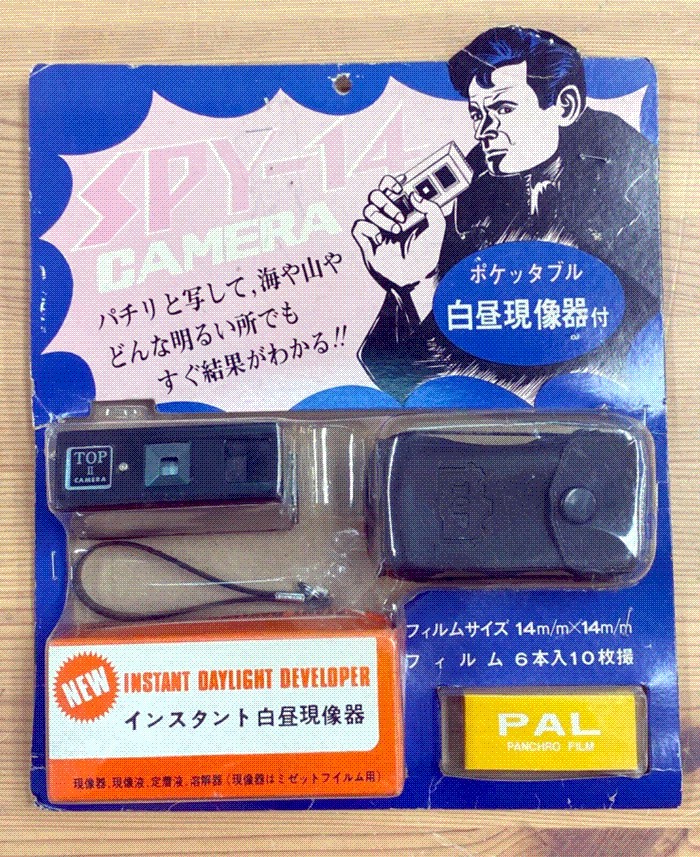 SPY-14
CAMERA
パチリと写して,海や山や
どんな明るい所でも
すぐ結果がわかる!!
ポケッタブル
白昼現像器付
TOP
II
CAMERA
TOP
フィルムサイズ 14m/m×14m/m
フィルム 6本入10枚撮
NEW
INSTANT DAYLIGHT DEVELOPER
インスタント白昼現像器
現像器,現像液,定着液,溶解器(現像器はミゼットフイルム用)
PAL
PANCHRO FILM